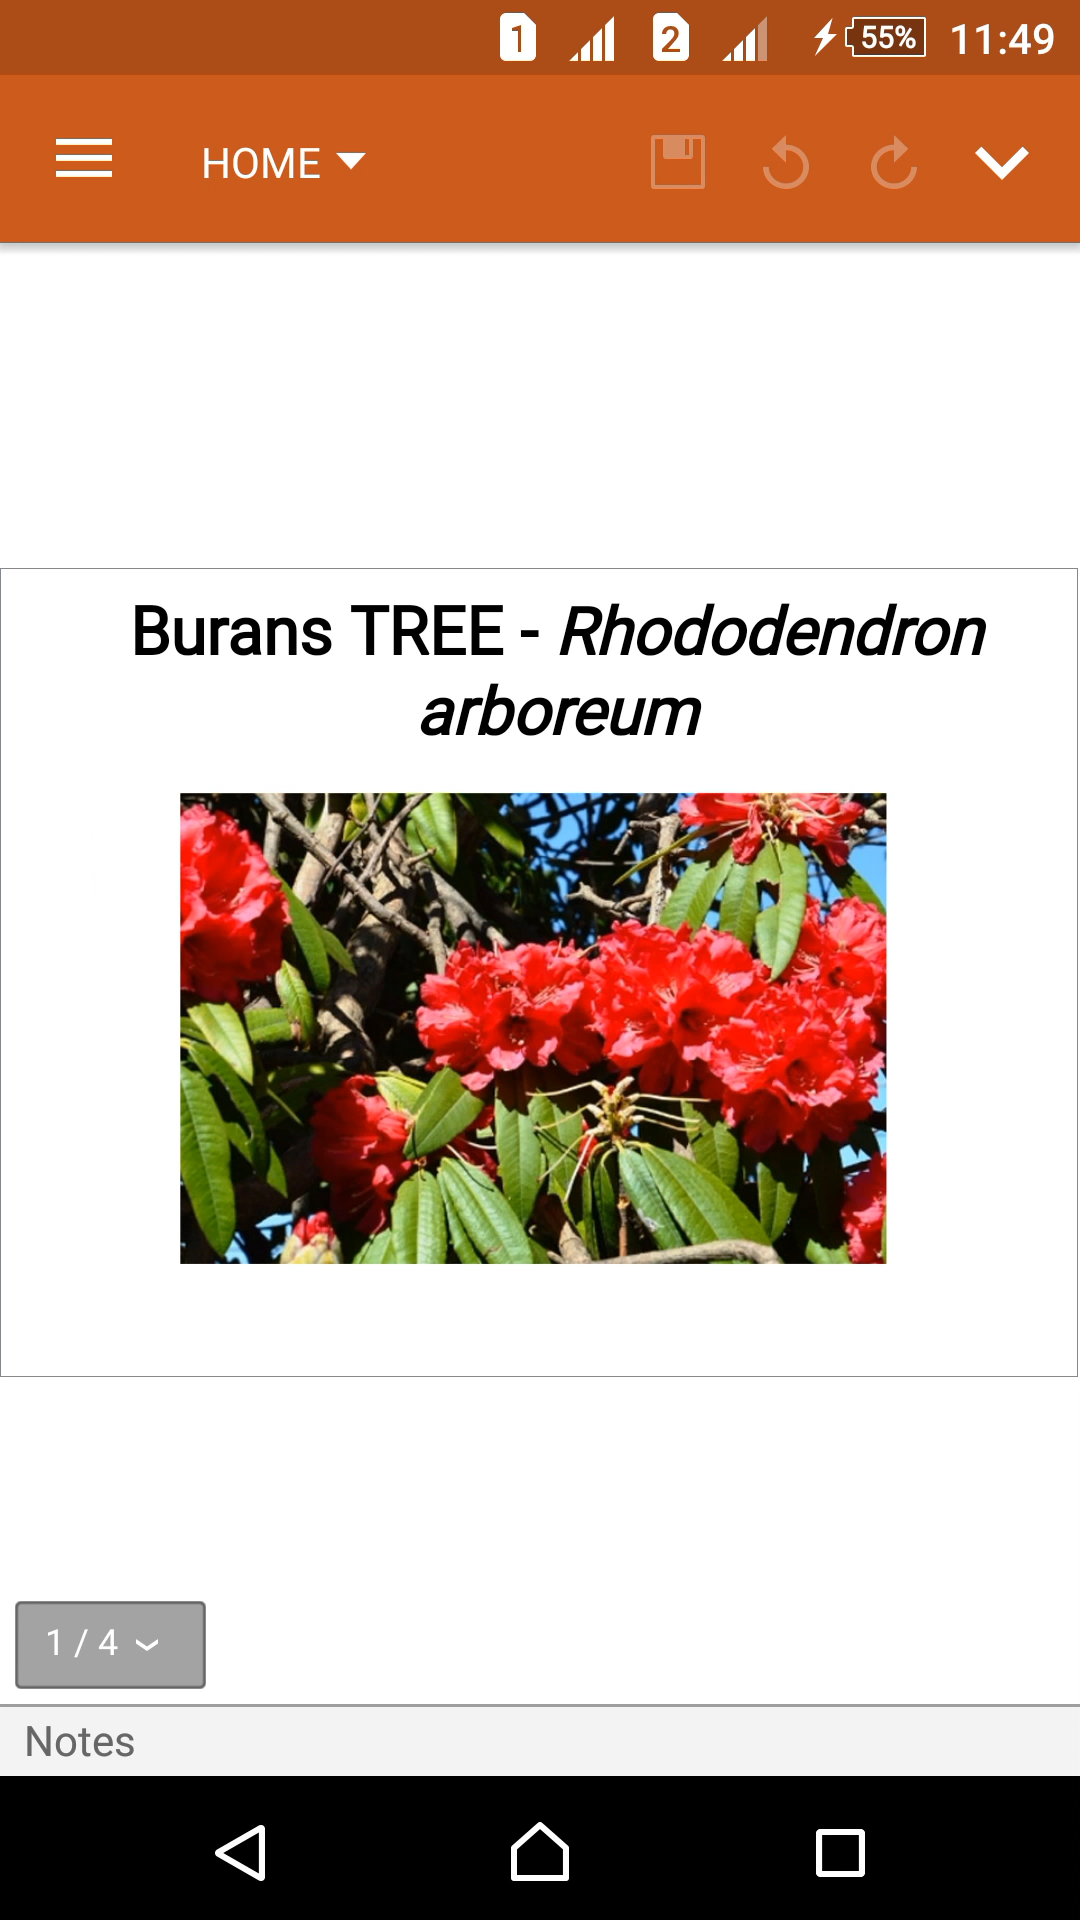 1 2 55% 11:49
HOME
Burans TREE - Rhododendron
arboreum
1 / 4
Notes